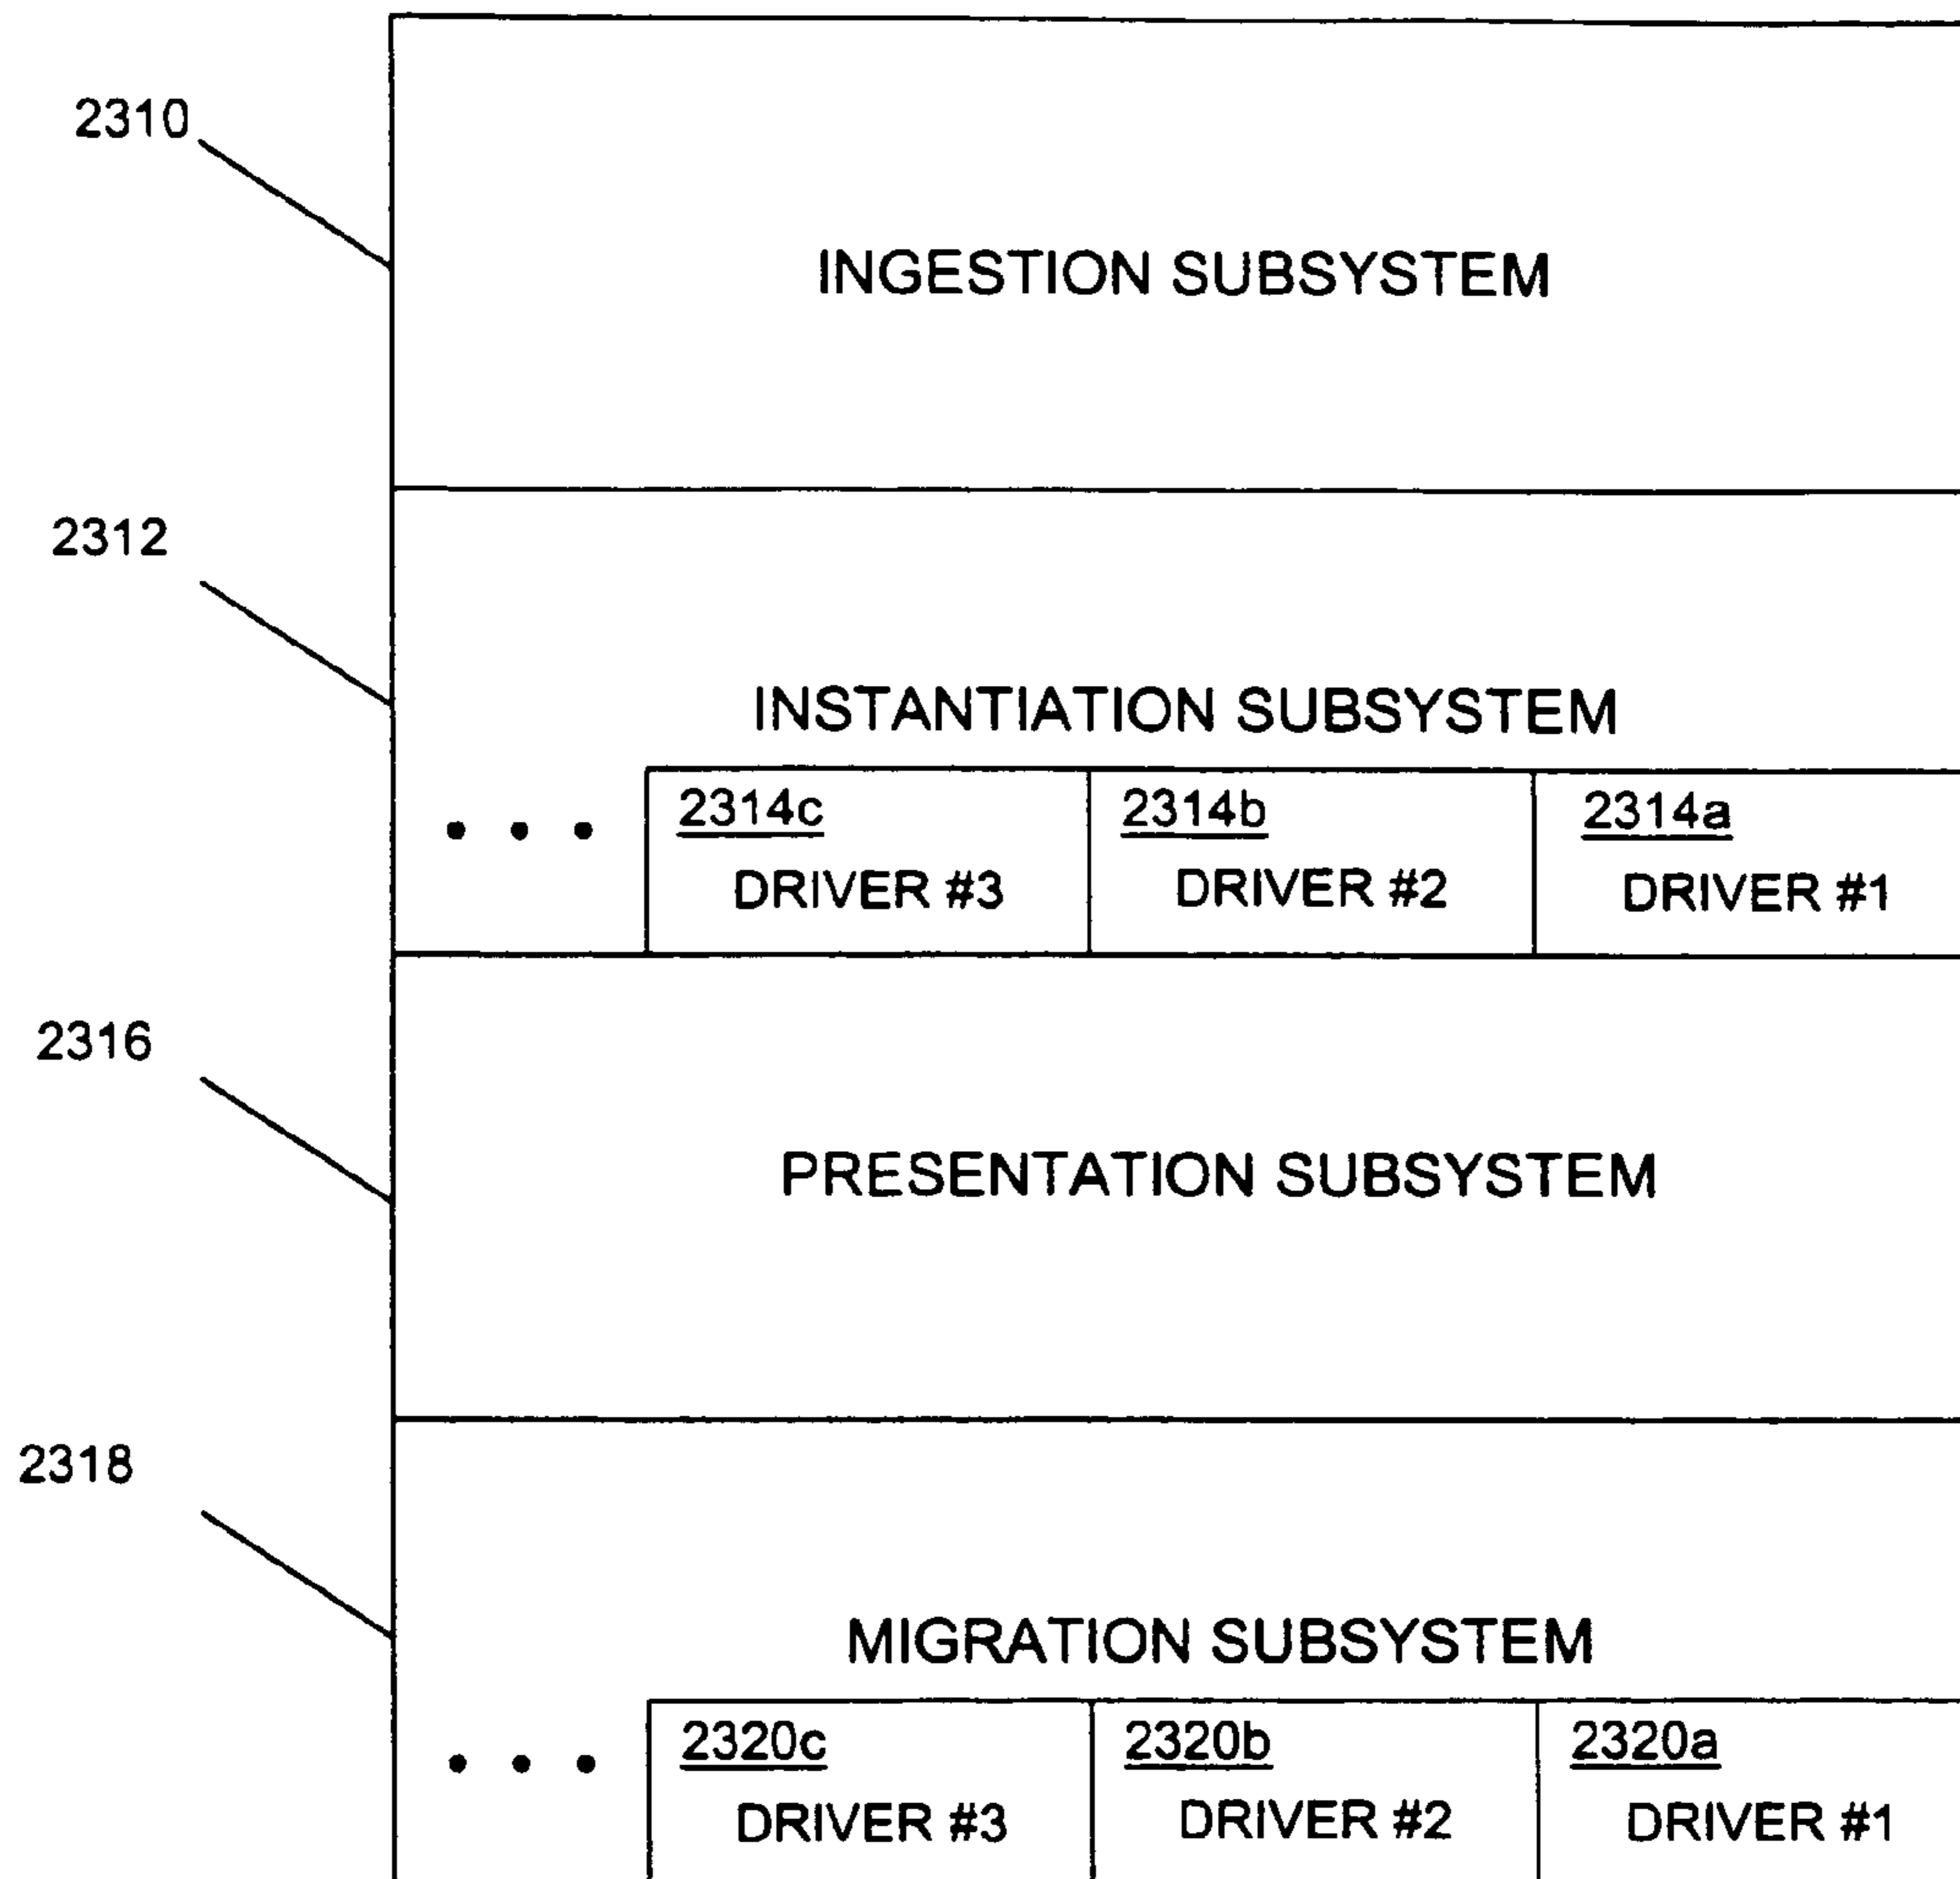 2310
INGESTION SUBSYSTEM
2312
INSTANTIATION SUBSYSTEM
• • •
2314c
DRIVER #3
2314b
DRIVER #2
2314a
DRIVER #1
2316
PRESENTATION SUBSYSTEM
2318
MIGRATION SUBSYSTEM
• • •
2320c
DRIVER #3
2320b
DRIVER #2
2320a
DRIVER #1